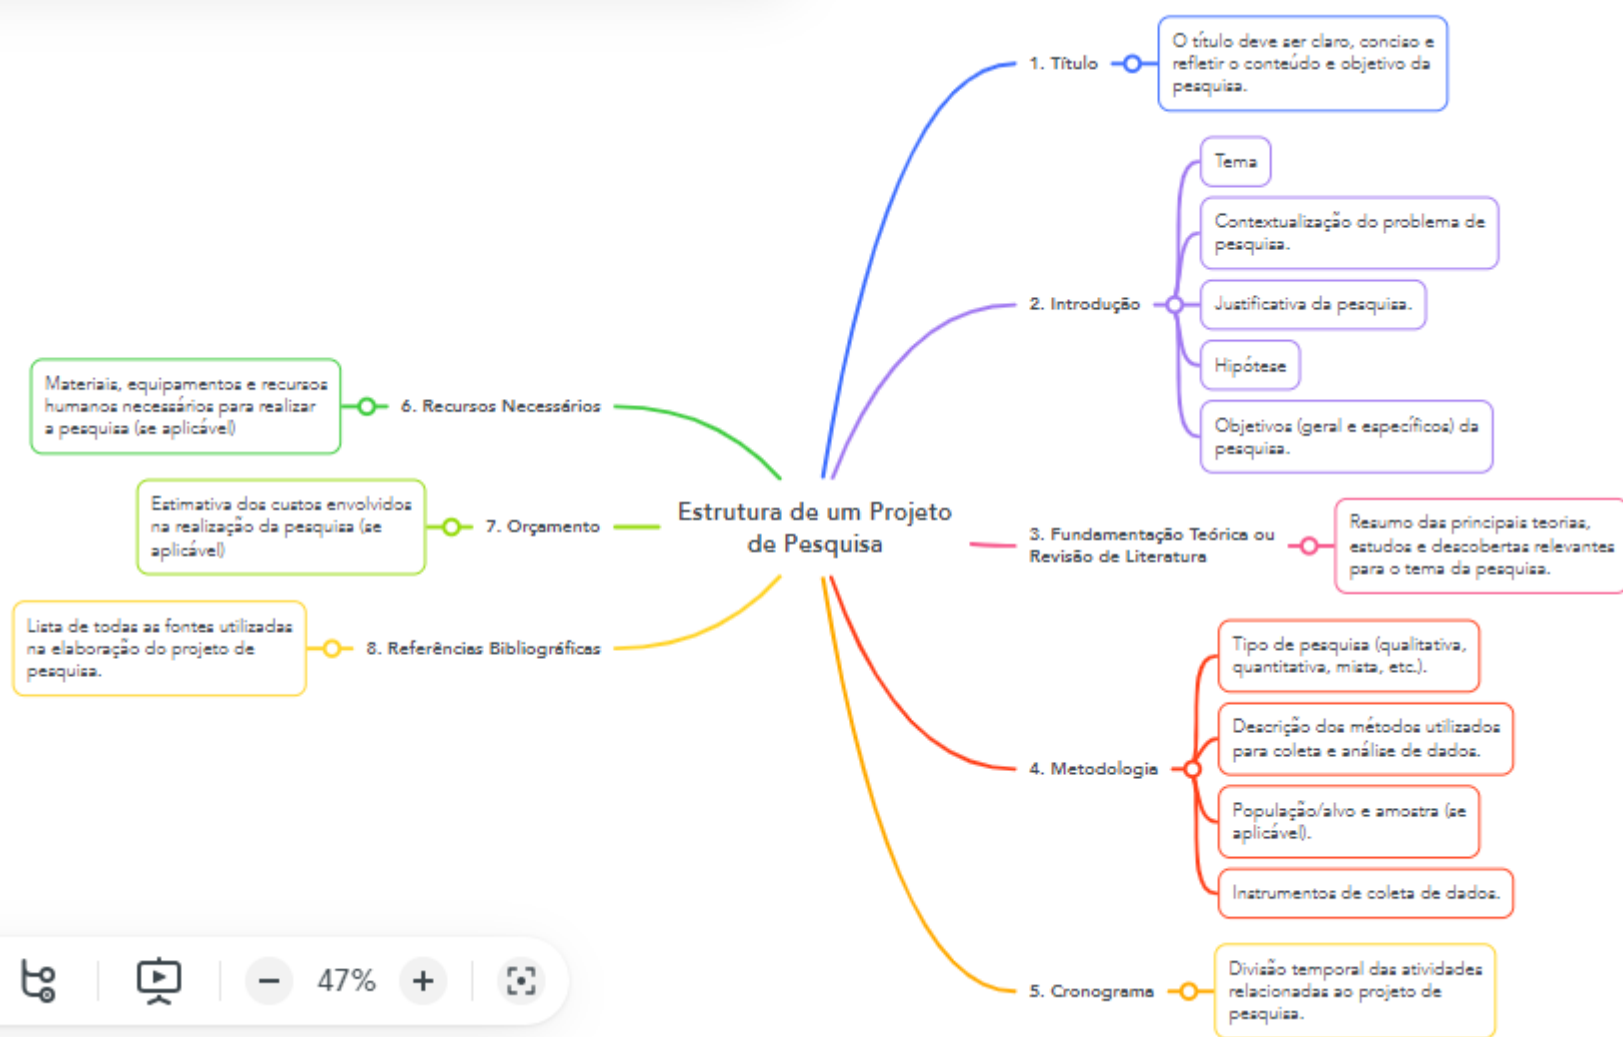 Estrutura de um Projeto
de Pesquisa
1. Título
O título deve ser claro, conciso e
refletir o conteúdo e objetivo da
pesquisa.
2. Introdução
Tema
Contextualização do problema de
pesquisa.
Justificativa da pesquisa.
Hipótese
Objetivos (geral e específicos) da
pesquisa.
3. Fundamentação Teórica ou
Revisão de Literatura
Resumo das principais teorias,
estudos e descobertas relevantes
para o tema da pesquisa.
4. Metodologia
Tipo de pesquisa (qualitativa,
quantitativa, mista, etc.).
Descrição dos métodos utilizados
para coleta e análise de dados.
População/alvo e amostra (se
aplicável).
Instrumentos de coleta de dados.
5. Cronograma
Divisão temporal das atividades
relacionadas ao projeto de
pesquisa.
6. Recursos Necessários
Materiais, equipamentos e recursos
humanos necessários para realizar
a pesquisa (se aplicável)
7. Orçamento
Estimativa dos custos envolvidos
na realização da pesquisa (se
aplicável)
8. Referências Bibliográficas
Lista de todas as fontes utilizadas
na elaboração do projeto de
pesquisa.
47%